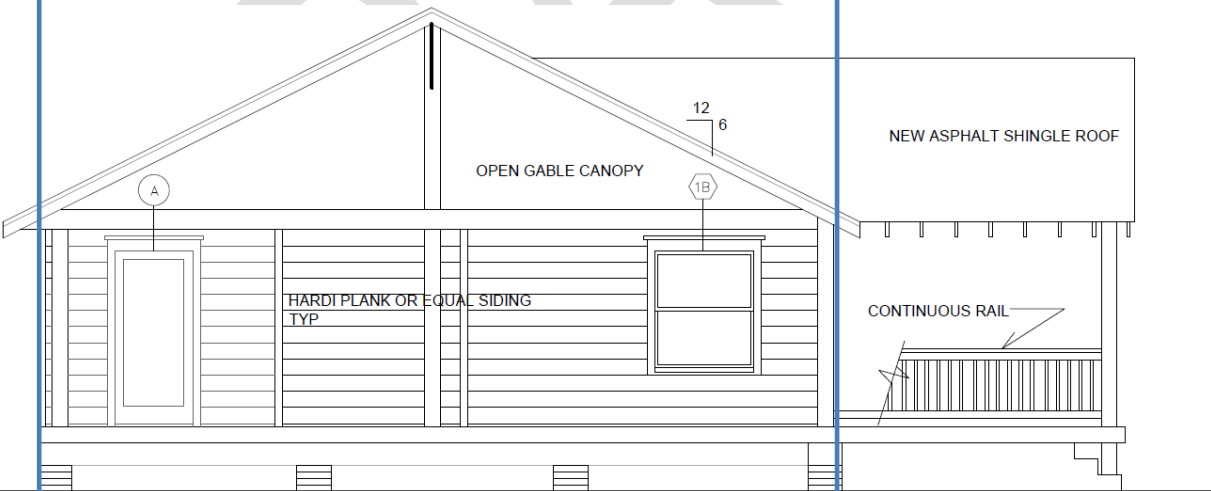 12
6
NEW ASPHALT SHINGLE ROOF
OPEN GABLE CANOPY
A
1B
HARDI PLANK OR EQUAL SIDING
TYP
CONTINUOUS RAIL